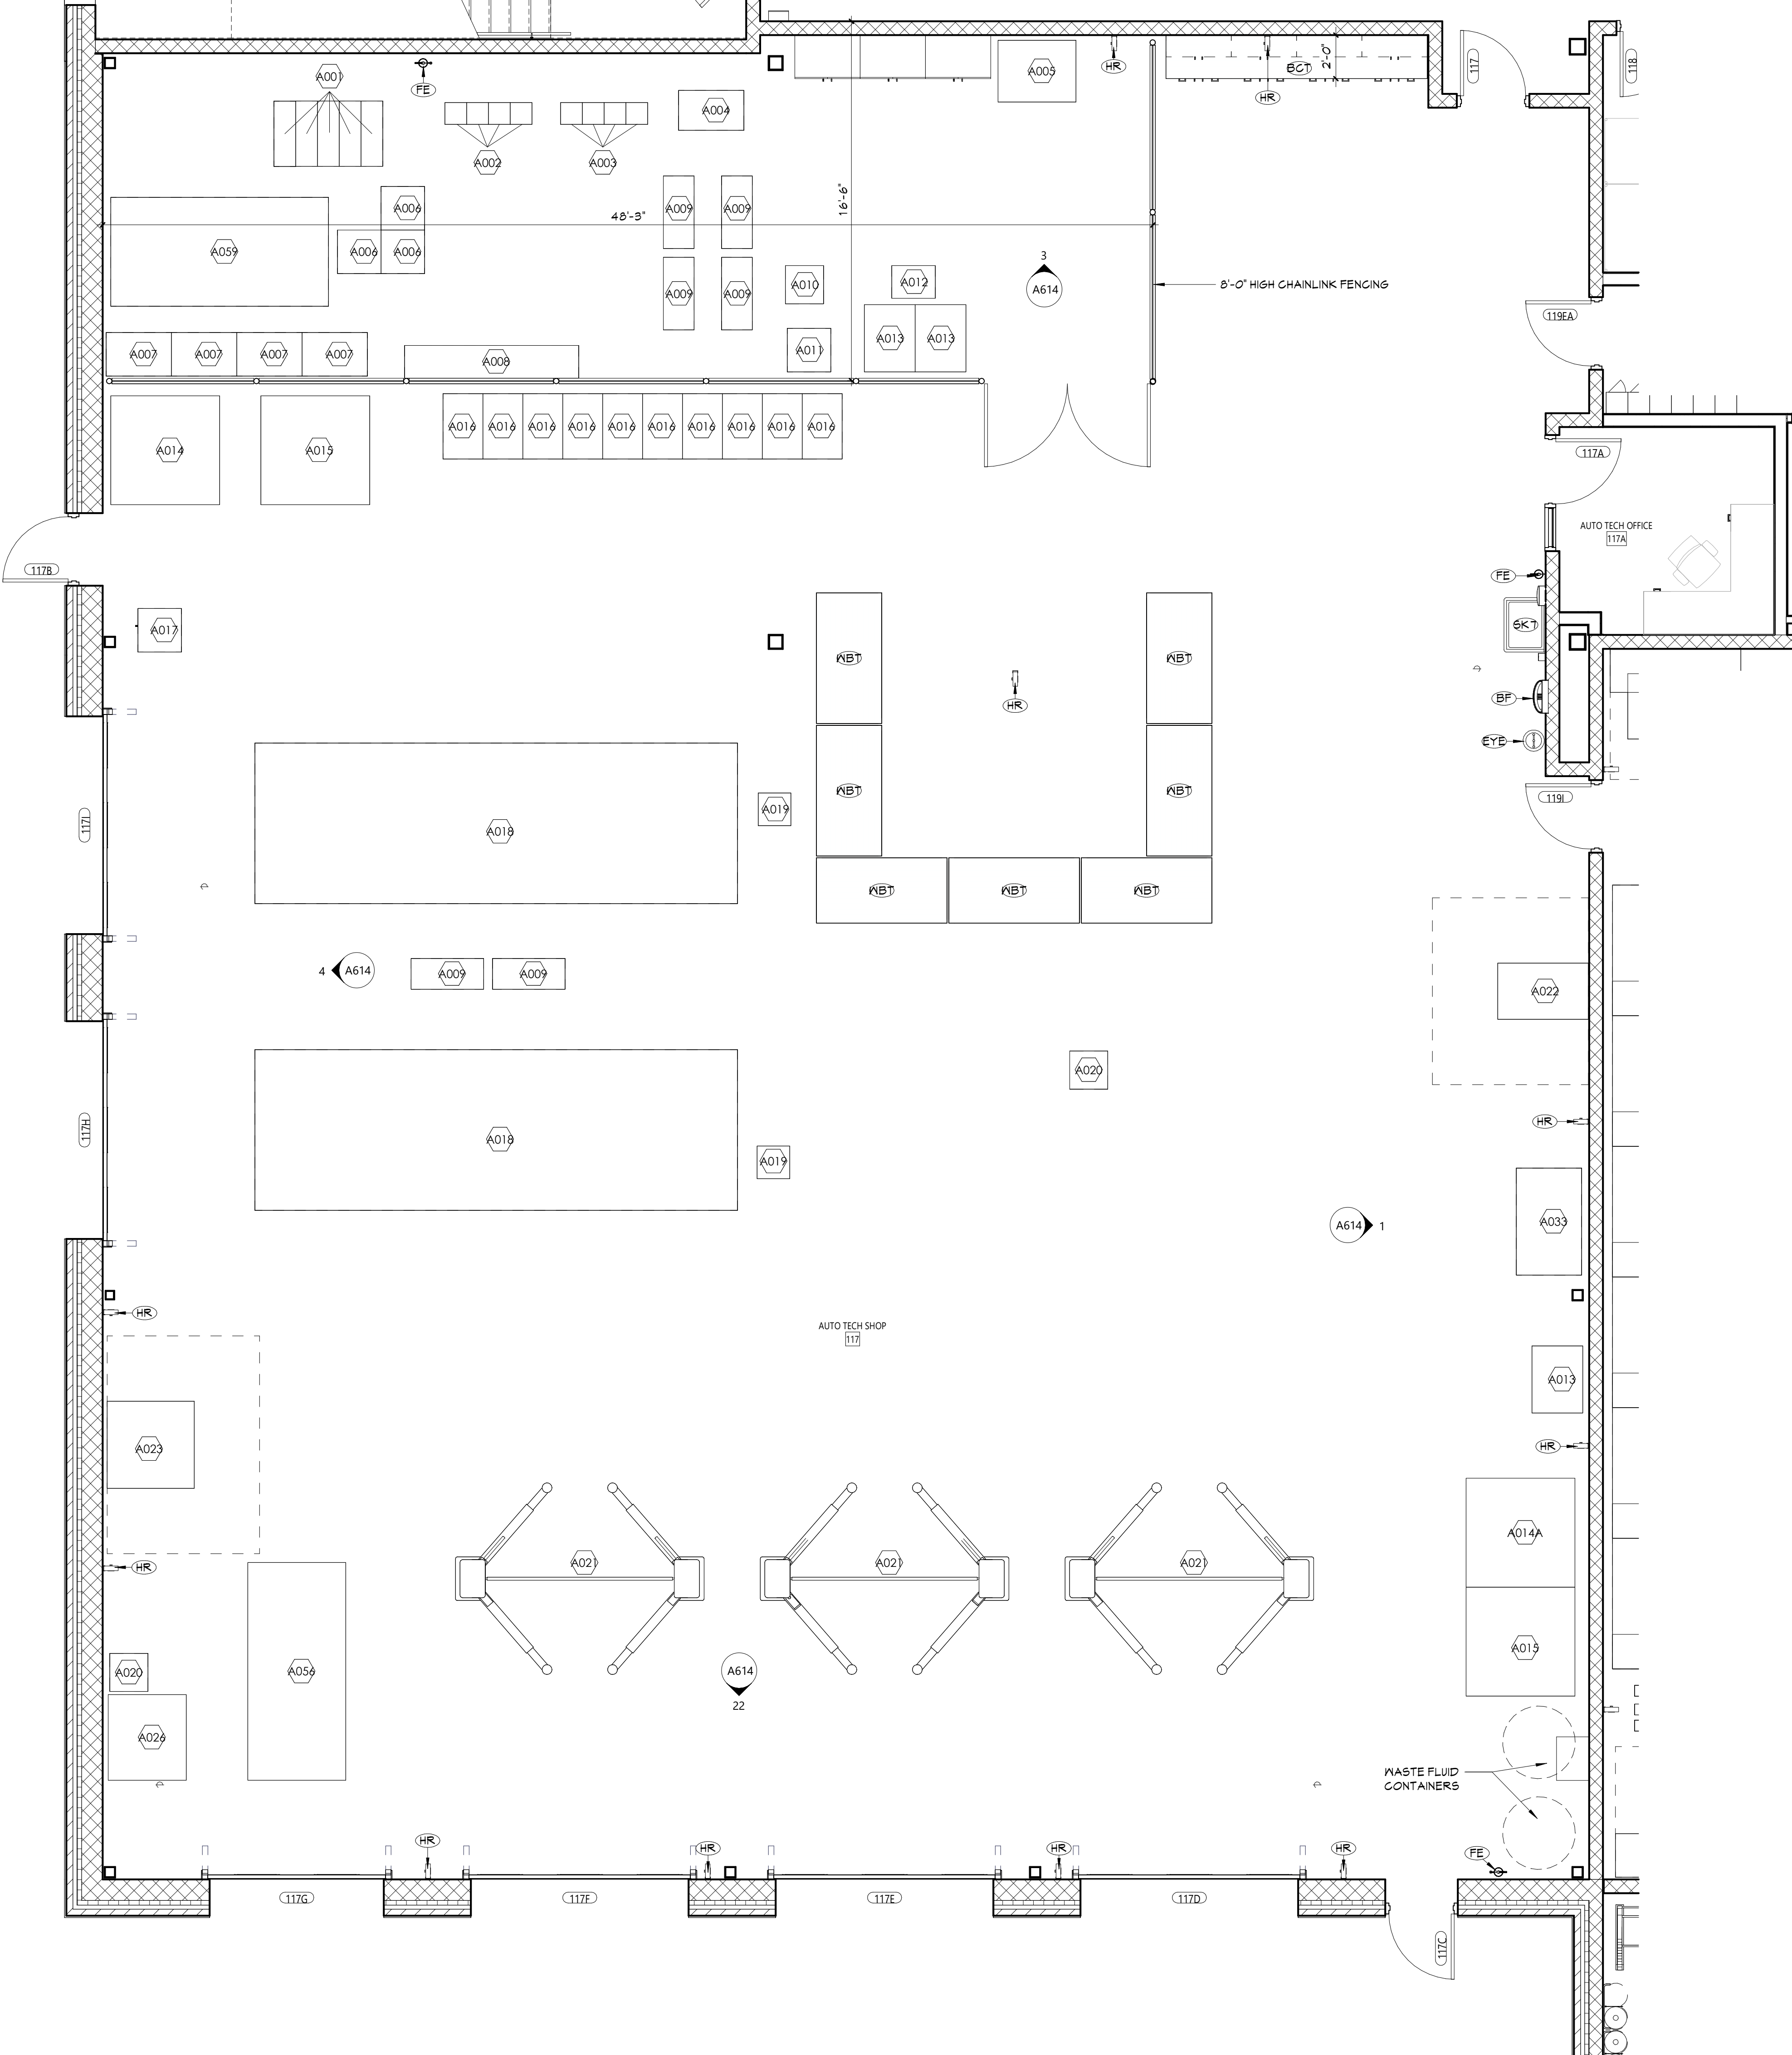 117
118
A001
FE
A005
HR
BCT
2'-0"
HR
A004
A002
A003
16'-6"
A006
A009
A009
48'-3"
A059
A006
A006
3
A614
8'-0" HIGH CHAINLINK FENCING
A010
A012
A009
A009
119EA
A007
A007
A007
A007
A008
A011
A013
A013
A014
A015
A016
A016
A016
A016
A016
A016
A016
A016
A016
A016
117A
AUTO TECH OFFICE
117A
117B
FE
SKT
A017
WBT
WBT
HR
BF
EYE
117I
A018
A019
WBT
WBT
119I
WBT
WBT
WBT
4
A614
A009
A009
A022
A020
117H
A018
A019
HR
A614
1
A033
HR
AUTO TECH SHOP
117
A013
A023
HR
A014A
HR
A021
A021
A021
A020
A056
A614
22
A015
A026
WASTE FLUID
CONTAINERS
HR
HR
HR
HR
FE
117G
117F
117E
117D
117C